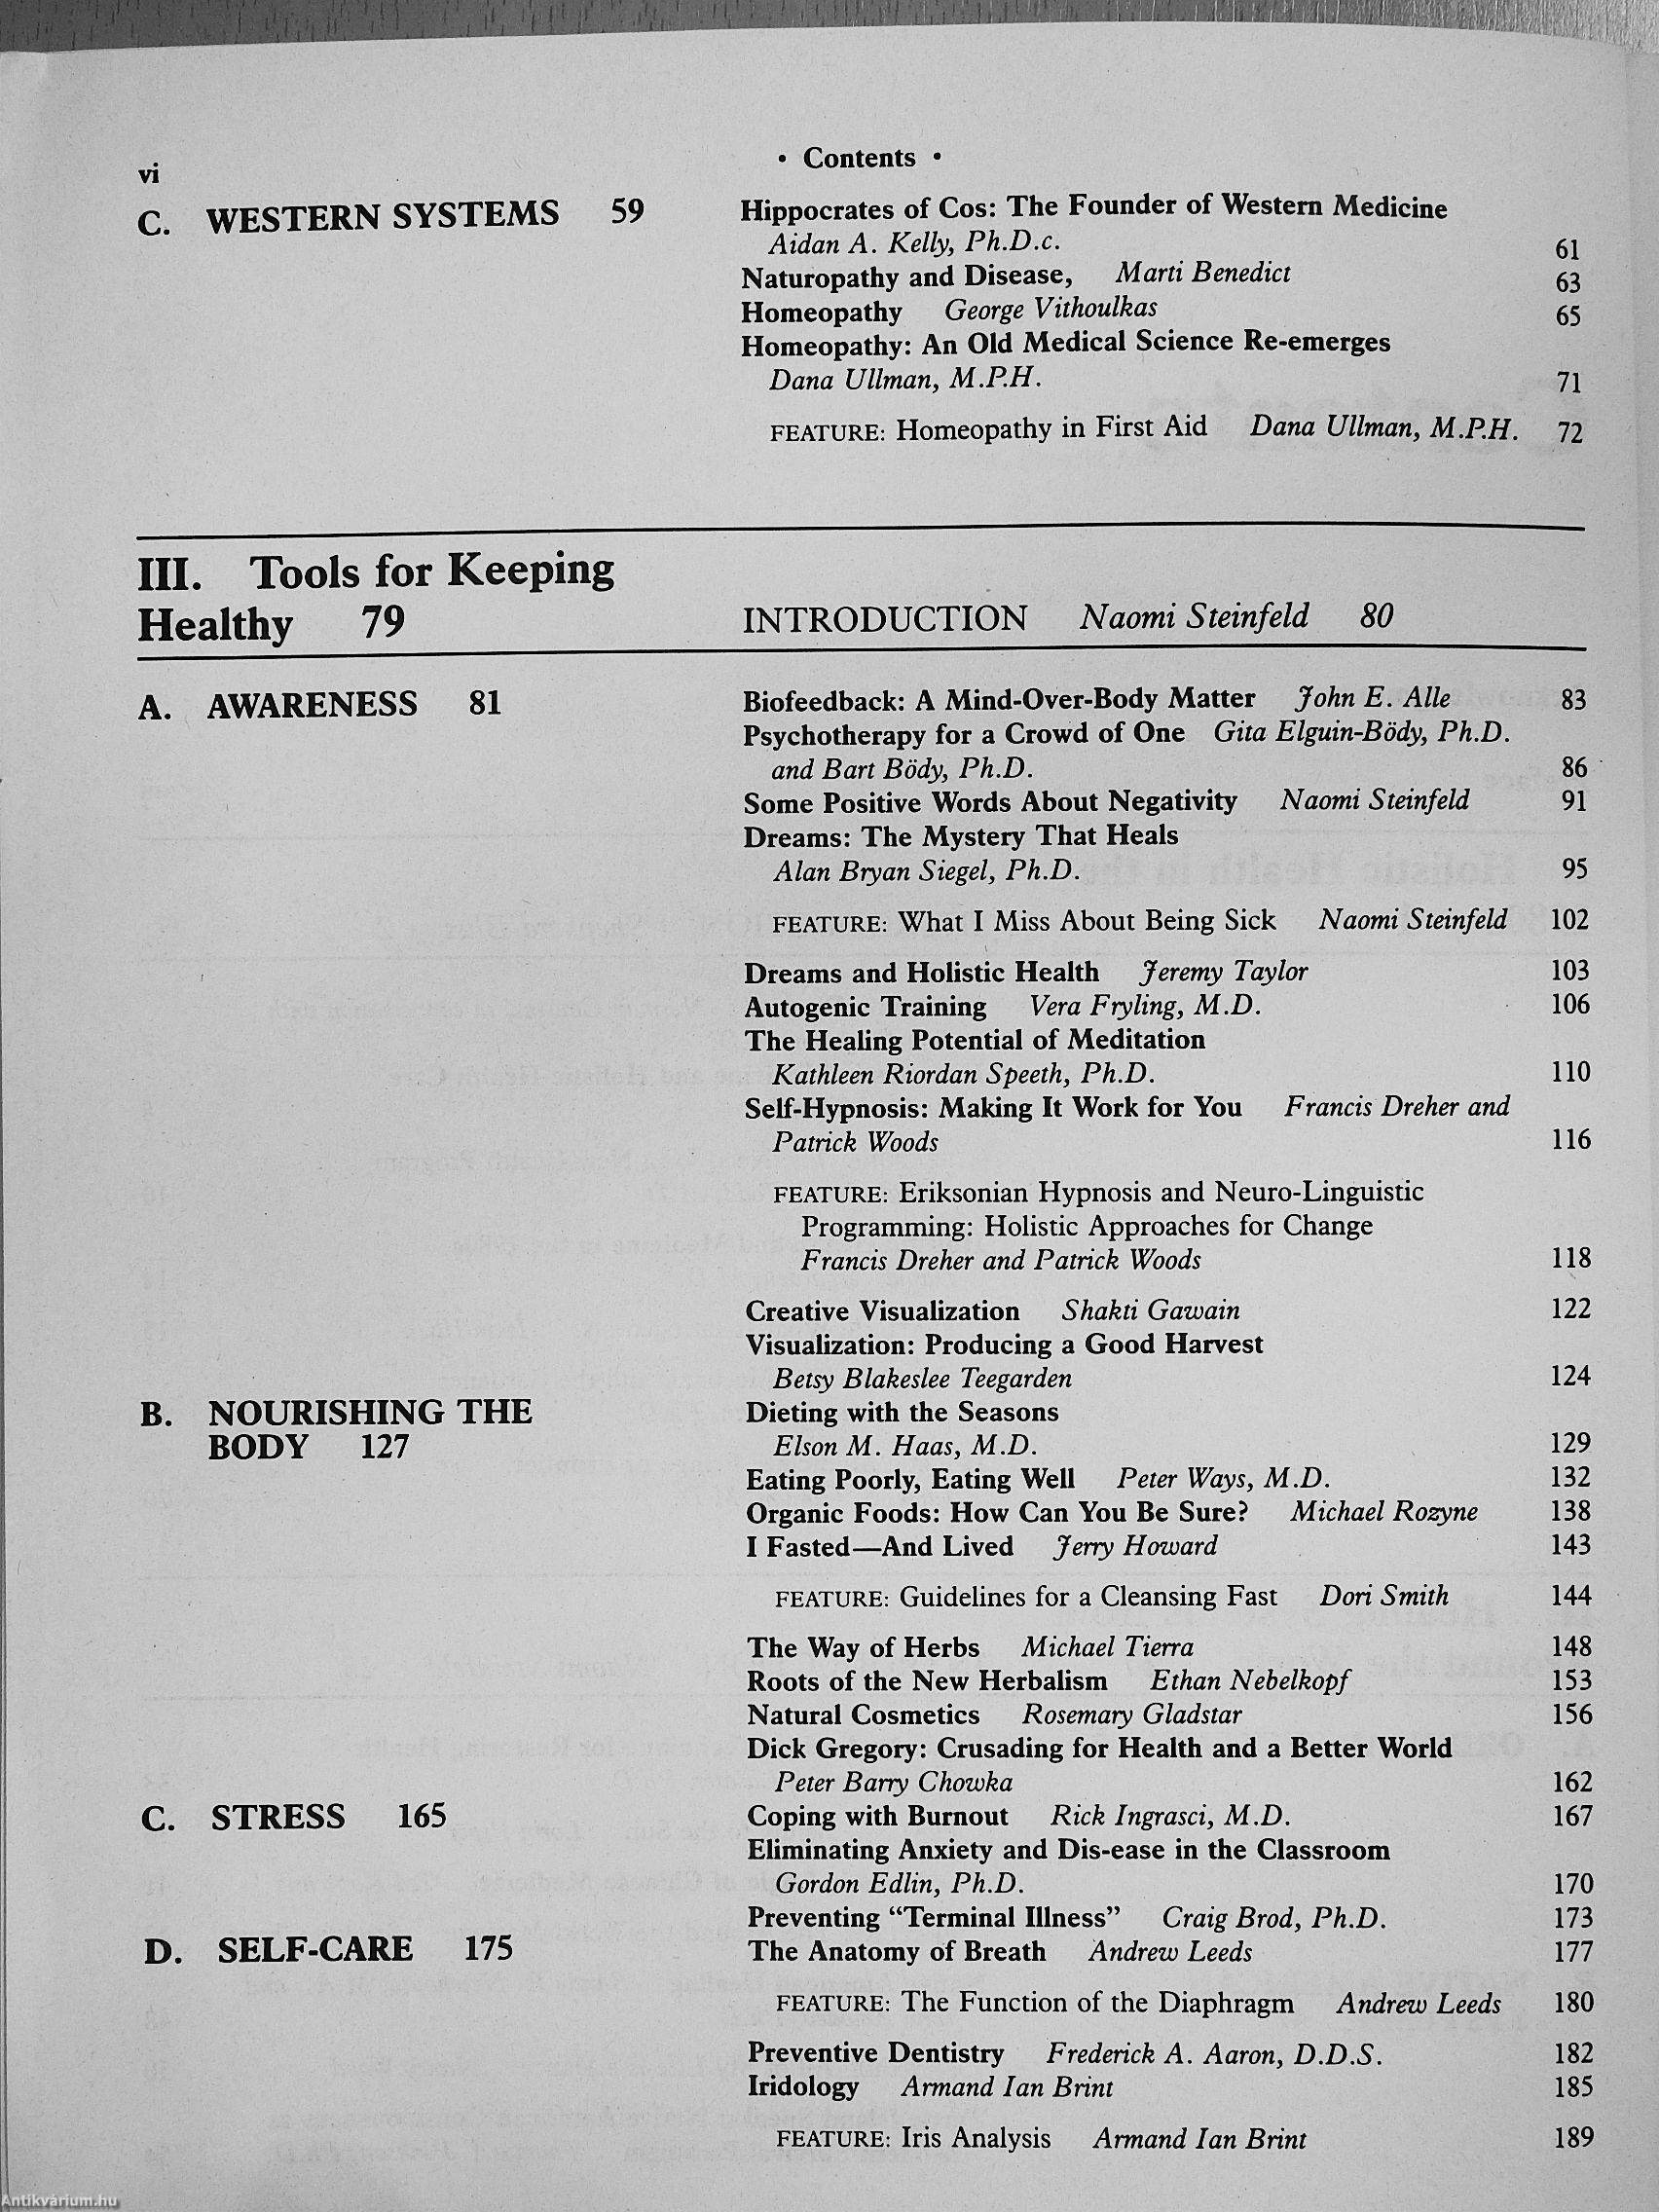 vi
• Contents •
C. WESTERN SYSTEMS 59
Hippocrates of Cos: The Founder of Western Medicine
Aidan A. Kelly, Ph.D.c. 61
Naturopathy and Disease, Marti Benedict 63
Homeopathy George Vithoulkas 65
Homeopathy: An Old Medical Science Re-emerges
Dana Ullman, M.P.H. 71
FEATURE: Homeopathy in First Aid Dana Ullman, M.P.H. 72
III. Tools for Keeping
Healthy 79
INTRODUCTION Naomi Steinfeld 80
A. AWARENESS 81
Biofeedback: A Mind-Over-Body Matter John E. Alle 83
Psychotherapy for a Crowd of One Gita Elguin-Bödy, Ph.D.
and Bart Bödy, Ph.D. 86
Some Positive Words About Negativity Naomi Steinfeld 91
Dreams: The Mystery That Heals
Alan Bryan Siegel, Ph.D. 95
FEATURE: What I Miss About Being Sick Naomi Steinfeld 102
Dreams and Holistic Health Jeremy Taylor 103
Autogenic Training Vera Fryling, M.D. 106
The Healing Potential of Meditation
Kathleen Riordan Speeth, Ph.D. 110
Self-Hypnosis: Making It Work for You Francis Dreher and
Patrick Woods 116
FEATURE: Eriksonian Hypnosis and Neuro-Linguistic
Programming: Holistic Approaches for Change
Francis Dreher and Patrick Woods 118
Creative Visualization Shakti Gawain 122
Visualization: Producing a Good Harvest
Betsy Blakeslee Teegarden 124
B. NOURISHING THE
BODY 127
Dieting with the Seasons
Elson M. Haas, M.D. 129
Eating Poorly, Eating Well Peter Ways, M.D. 132
Organic Foods: How Can You Be Sure? Michael Rozyne 138
I Fasted—And Lived Jerry Howard 143
FEATURE: Guidelines for a Cleansing Fast Dori Smith 144
The Way of Herbs Michael Tierra 148
Roots of the New Herbalism Ethan Nebelkopf 153
Natural Cosmetics Rosemary Gladstar 156
Dick Gregory: Crusading for Health and a Better World
Peter Barry Chowka 162
C. STRESS 165
Coping with Burnout Rick Ingrasci, M.D. 167
Eliminating Anxiety and Dis-ease in the Classroom
Gordon Edlin, Ph.D. 170
Preventing “Terminal Illness” Craig Brod, Ph.D. 173
D. SELF-CARE 175
The Anatomy of Breath Andrew Leeds 177
FEATURE: The Function of the Diaphragm Andrew Leeds 180
Preventive Dentistry Frederick A. Aaron, D.D.S. 182
Iridology Armand Ian Brint 185
FEATURE: Iris Analysis Armand Ian Brint 189
Antikvárium.hu